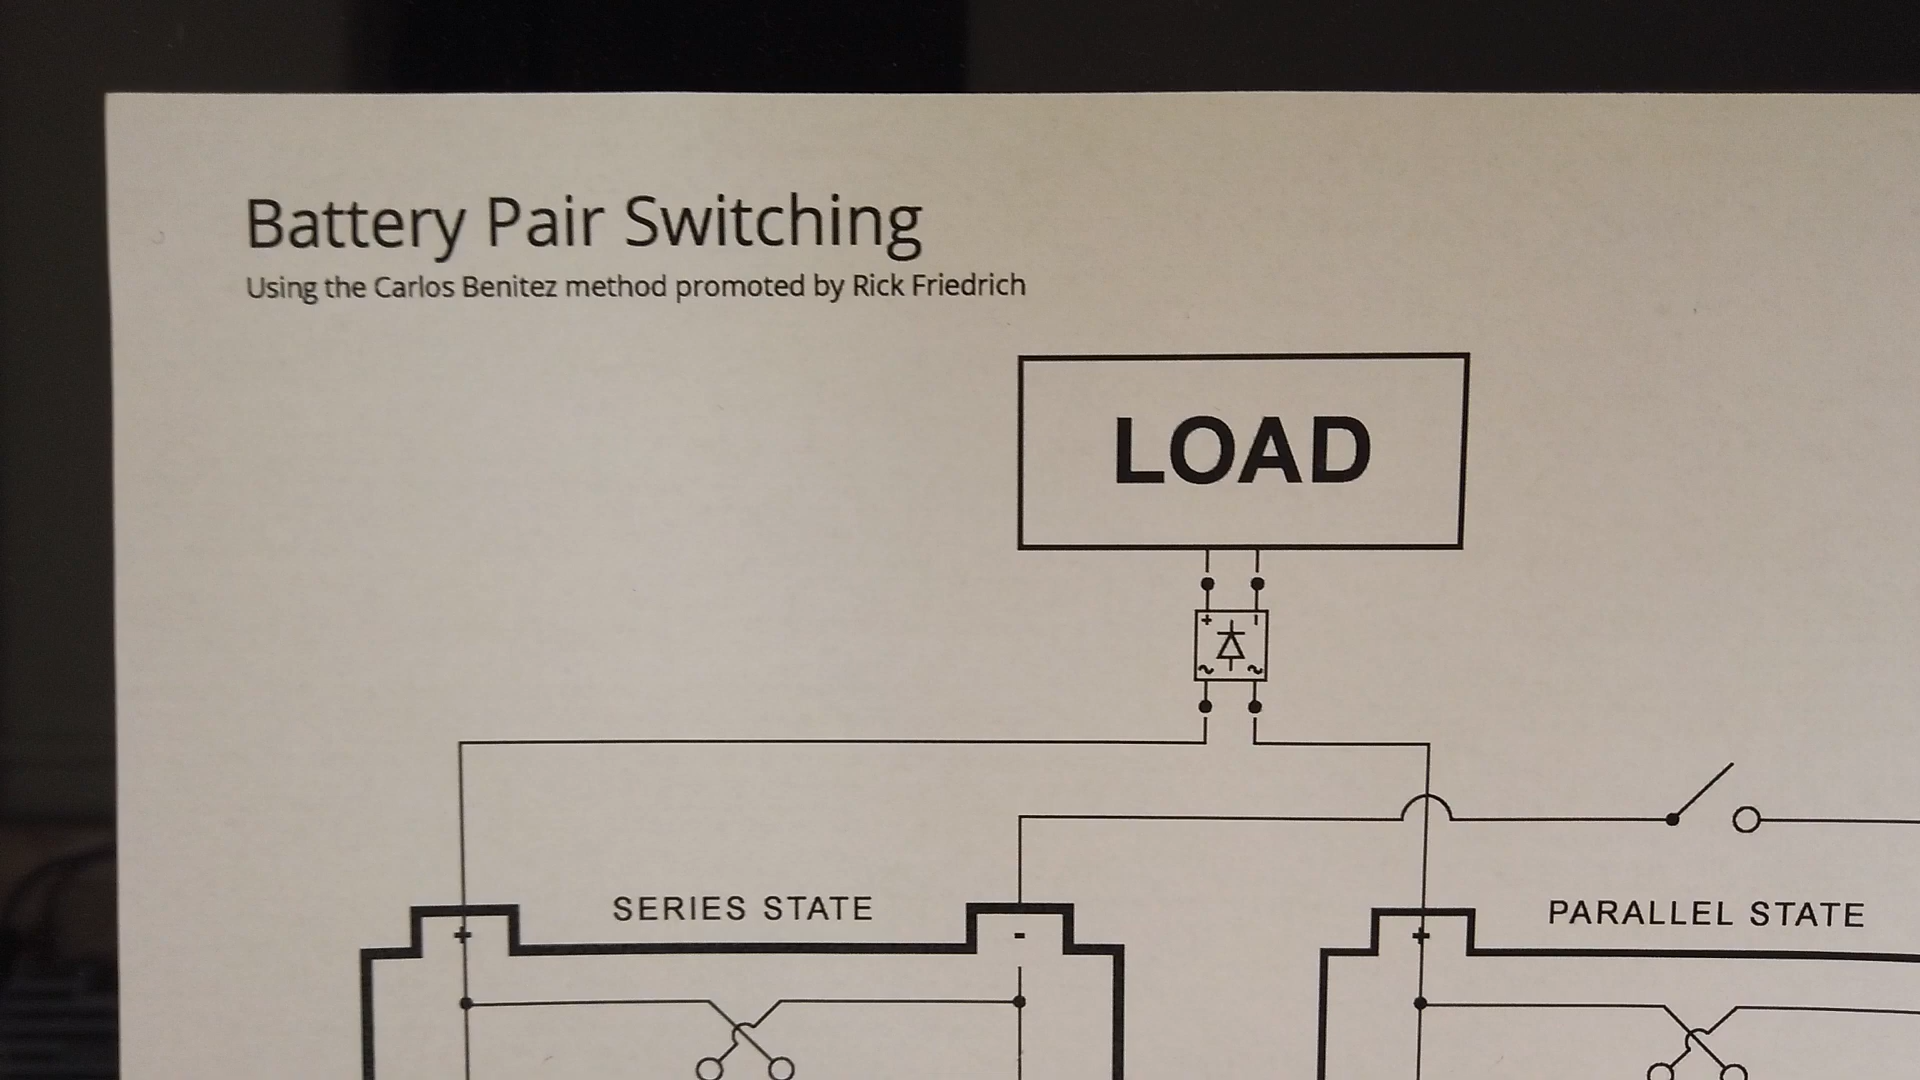 Battery Pair Switching
Using the Carlos Benitez method promoted by Rick Friedrich
LOAD
+ -
~ ~
SERIES STATE
PARALLEL STATE
+ - +